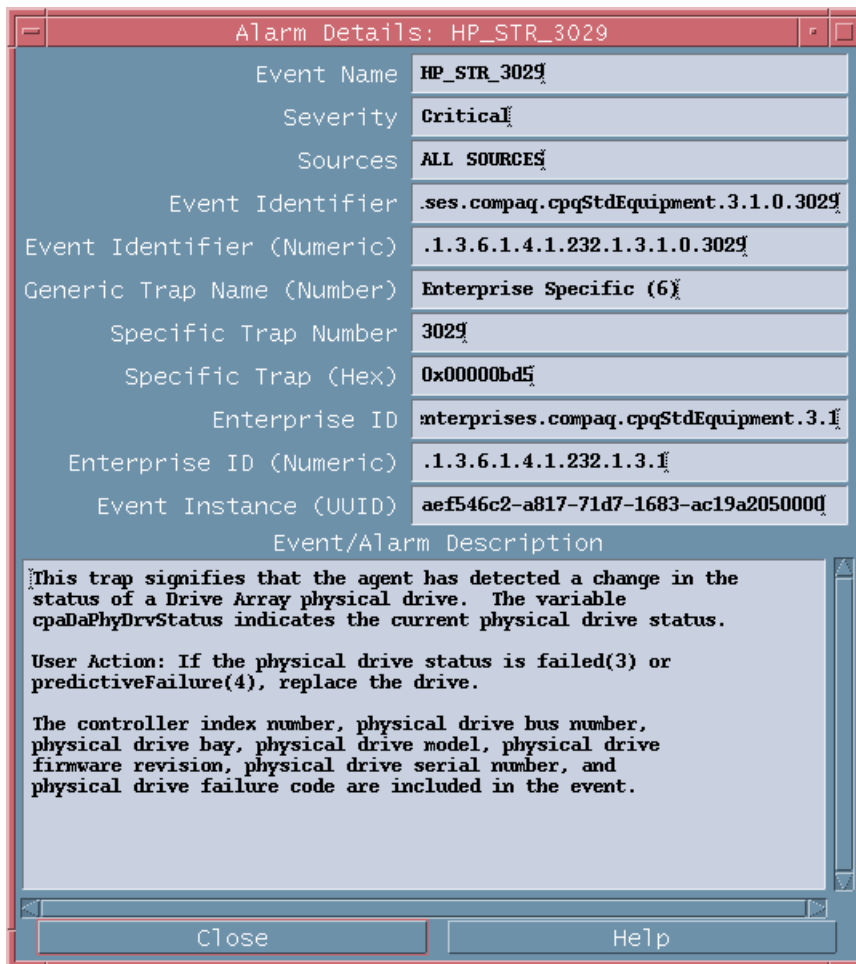 Alarm Details: HP_STR_3029
Event Name HP_STR_3029
Severity Critical
Sources ALL SOURCES
Event Identifier .ses.compaq.cpqStdEquipment.3.1.0.3029
Event Identifier (Numeric) .1.3.6.1.4.1.232.1.3.1.0.3029
Generic Trap Name (Number) Enterprise Specific (6)
Specific Trap Number 3029
Specific Trap (Hex) 0x00000bd5
Enterprise ID nterprises.compaq.cpqStdEquipment.3.1
Enterprise ID (Numeric) .1.3.6.1.4.1.232.1.3.1
Event Instance (UUID) aef546c2-a817-71d7-1683-ac19a2050000
Event/Alarm Description
This trap signifies that the agent has detected a change in the
status of a Drive Array physical drive. The variable
cpaDaPhyDrvStatus indicates the current physical drive status.
User Action: If the physical drive status is failed(3) or
predictiveFailure(4), replace the drive.
The controller index number, physical drive bus number,
physical drive bay, physical drive model, physical drive
firmware revision, physical drive serial number, and
physical drive failure code are included in the event.
Close Help